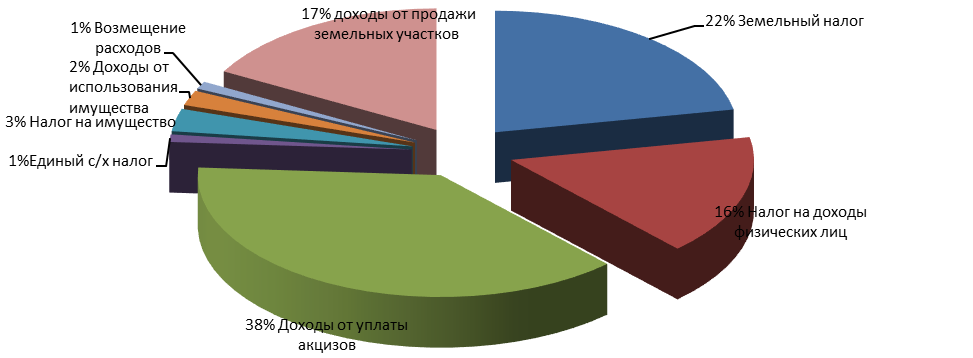 17% доходы от продажи
земельных участков
22% Земельный налог
1% Возмещение
расходов
2% Доходы от
использования
имущества
3% Налог на имущество
1%Единый с/х налог
16% Налог на доходы
физических лиц
38% Доходы от уплаты
акцизов